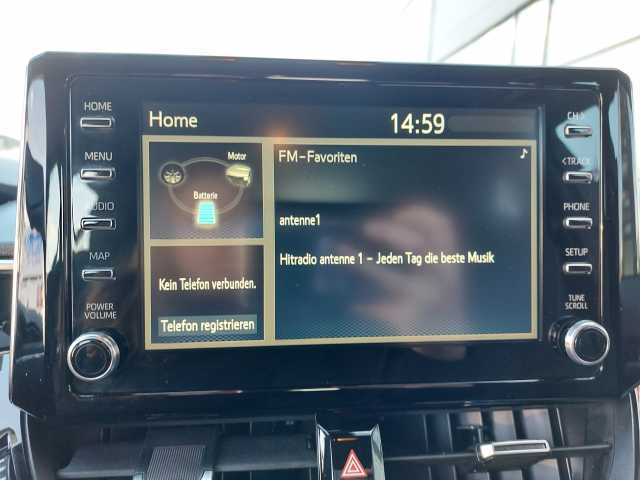 HOME
MENU
AUDIO
MAP
POWER
VOLUME
Home
14:59
Motor
Batterie
Kein Telefon verbunden.
Telefon registrieren
FM-Favoriten
antenne1
Hitradio antenne 1 - Jeden Tag die beste Musik
CH >
<TRACK
PHONE
SETUP
TUNE
SCROLL